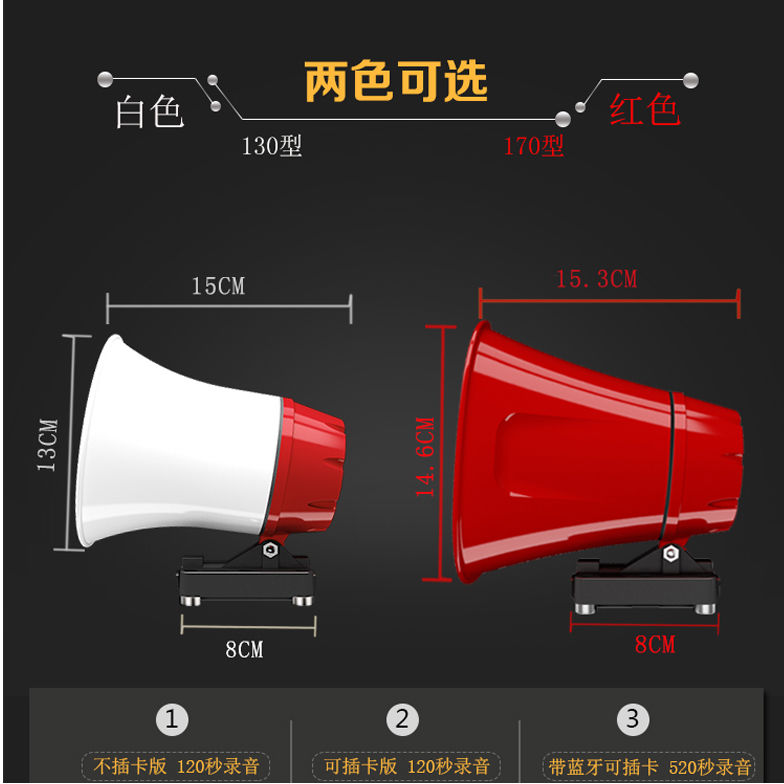 两色可选
白色
红色
130型
170型
15CM
15.3CM
13CM
14.6CM
8CM
8CM
1
2
3
不插卡版 120秒录音
可插卡版 120秒录音
带蓝牙可插卡 520秒录音